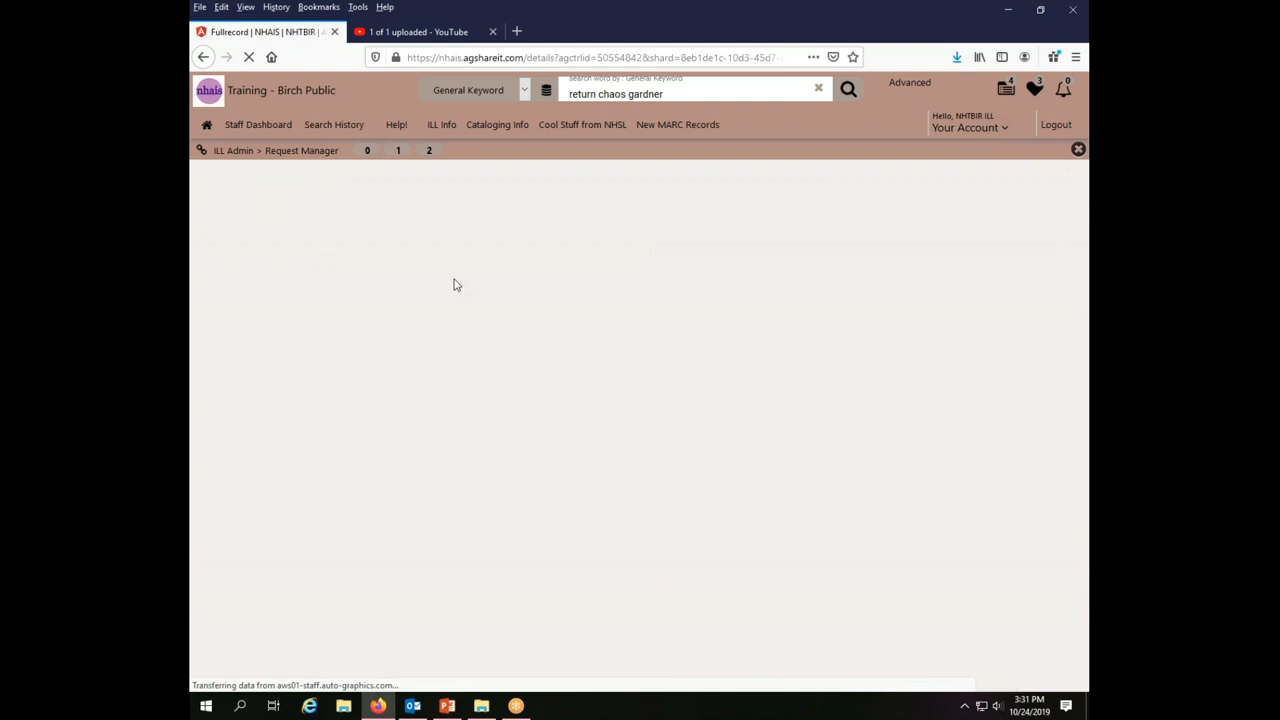 File Edit View History Bookmarks Tools Help
Fullrecord | NHAIS | NHTBIR | 1 of 1 uploaded - YouTube
https://nhais.agshareit.com/details?agctrlid=50554842&shard=8eb1de1c-10d3-45d7-
nhais Training - Birch Public General Keyword Search word by : General Keyword Advanced 4 3 0
return chaos gardner
Hello, NHTBIR ILL
Staff Dashboard Search History Help! ILL Info Cataloging Info Cool Stuff from NHSL New MARC Records Your Account Logout
ILL Admin > Request Manager 0 1 2
Transferring data from aws01-staff.auto-graphics.com...
3:31 PM
10/24/2019